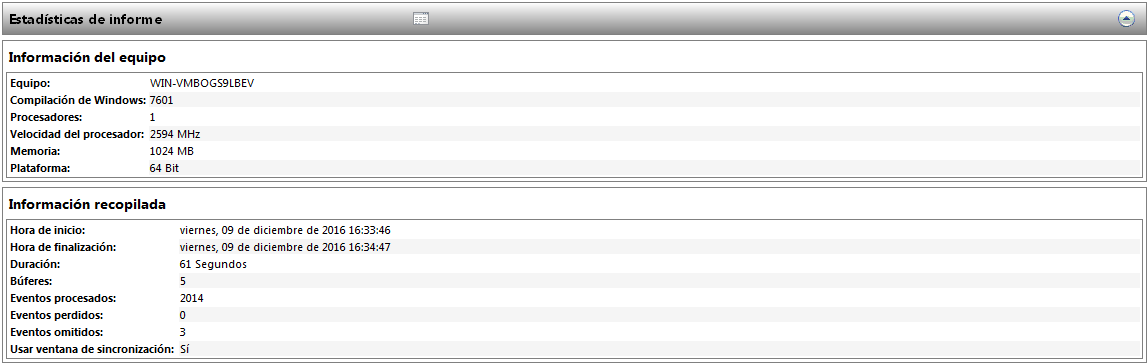 Estadísticas de informe
Información del equipo
Equipo: WIN-VMBOGS9LBEV
Compilación de Windows: 7601
Procesadores: 1
Velocidad del procesador: 2594 MHz
Memoria: 1024 MB
Plataforma: 64 Bit
Información recopilada
Hora de inicio: viernes, 09 de diciembre de 2016 16:33:46
Hora de finalización: viernes, 09 de diciembre de 2016 16:34:47
Duración: 61 Segundos
Búferes: 5
Eventos procesados: 2014
Eventos perdidos: 0
Eventos omitidos: 3
Usar ventana de sincronización: Sí